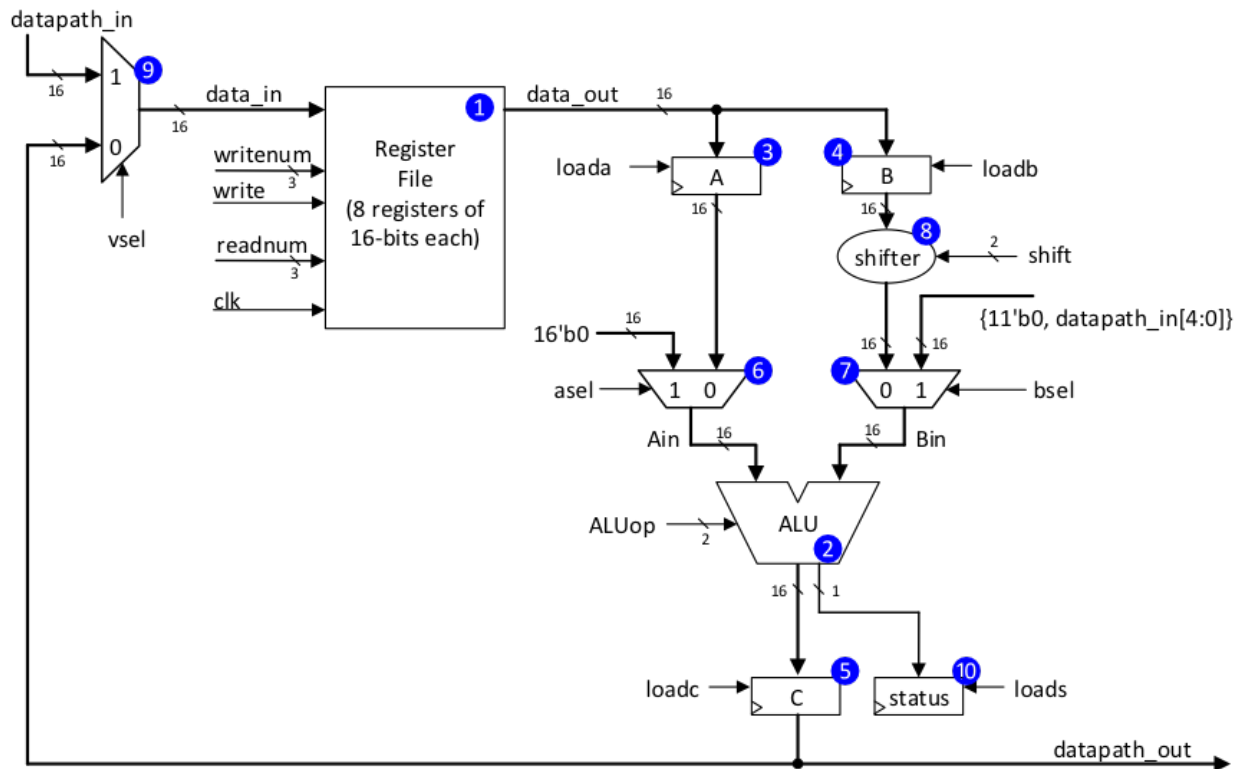 datapath_in
16
1
9
16
0
vsel
data_in
16
writenum
3
write
readnum
3
clk
1
Register
File
(8 registers of
16-bits each)
data_out
16
loada
3
A
16
4
B
loadb
16
8
shifter
2
shift
16'b0
16
{11'b0, datapath_in[4:0]}
16
16
asel
1 0
6
7
0 1
bsel
Ain
16
16
Bin
ALUop
2
ALU
2
16
1
loadc
5
C
10
status
loads
datapath_out